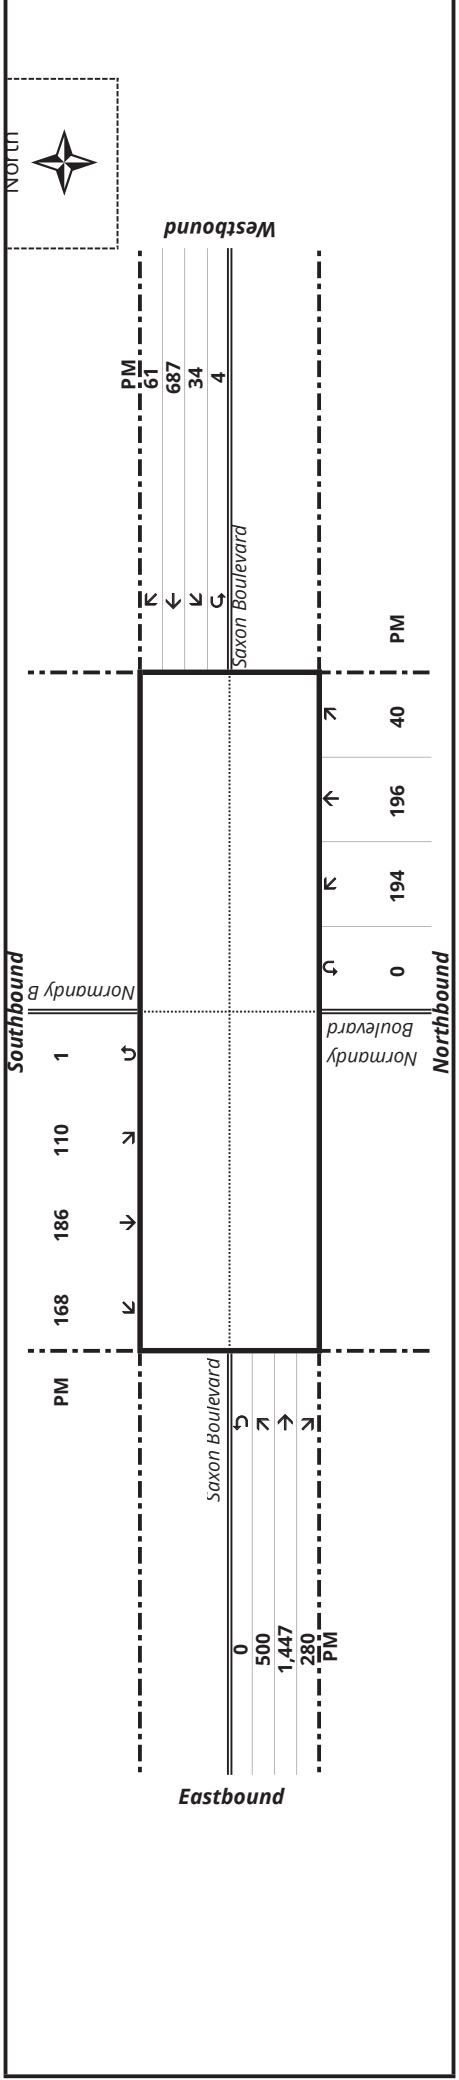 North
Westbound
PM
61
687
34
4
Saxon Boulevard
PM
40
196
194
0
Northbound
Normandy
Boulevard
Southbound
Normandy B
1
110
186
168
PM
Saxon Boulevard
0
500
1,447
280
PM
Eastbound